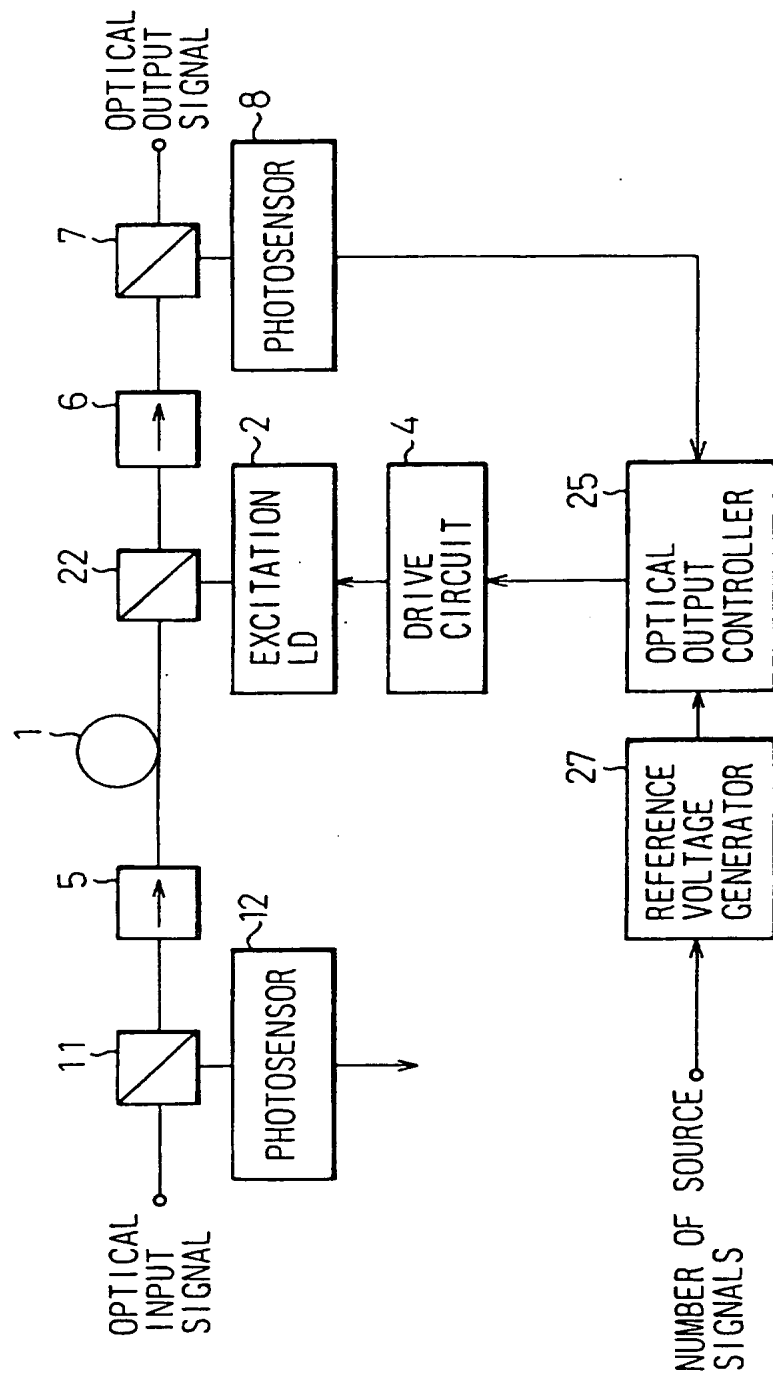 OPTICAL
INPUT
SIGNAL
11
PHOTOSENSOR
12
5
1
22
EXCITATION
LD
2
DRIVE
CIRCUIT
4
6
7
OPTICAL
OUTPUT
SIGNAL
PHOTOSENSOR
8
NUMBER OF SOURCE
SIGNALS
REFERENCE
VOLTAGE
GENERATOR
27
OPTICAL
OUTPUT
CONTROLLER
25